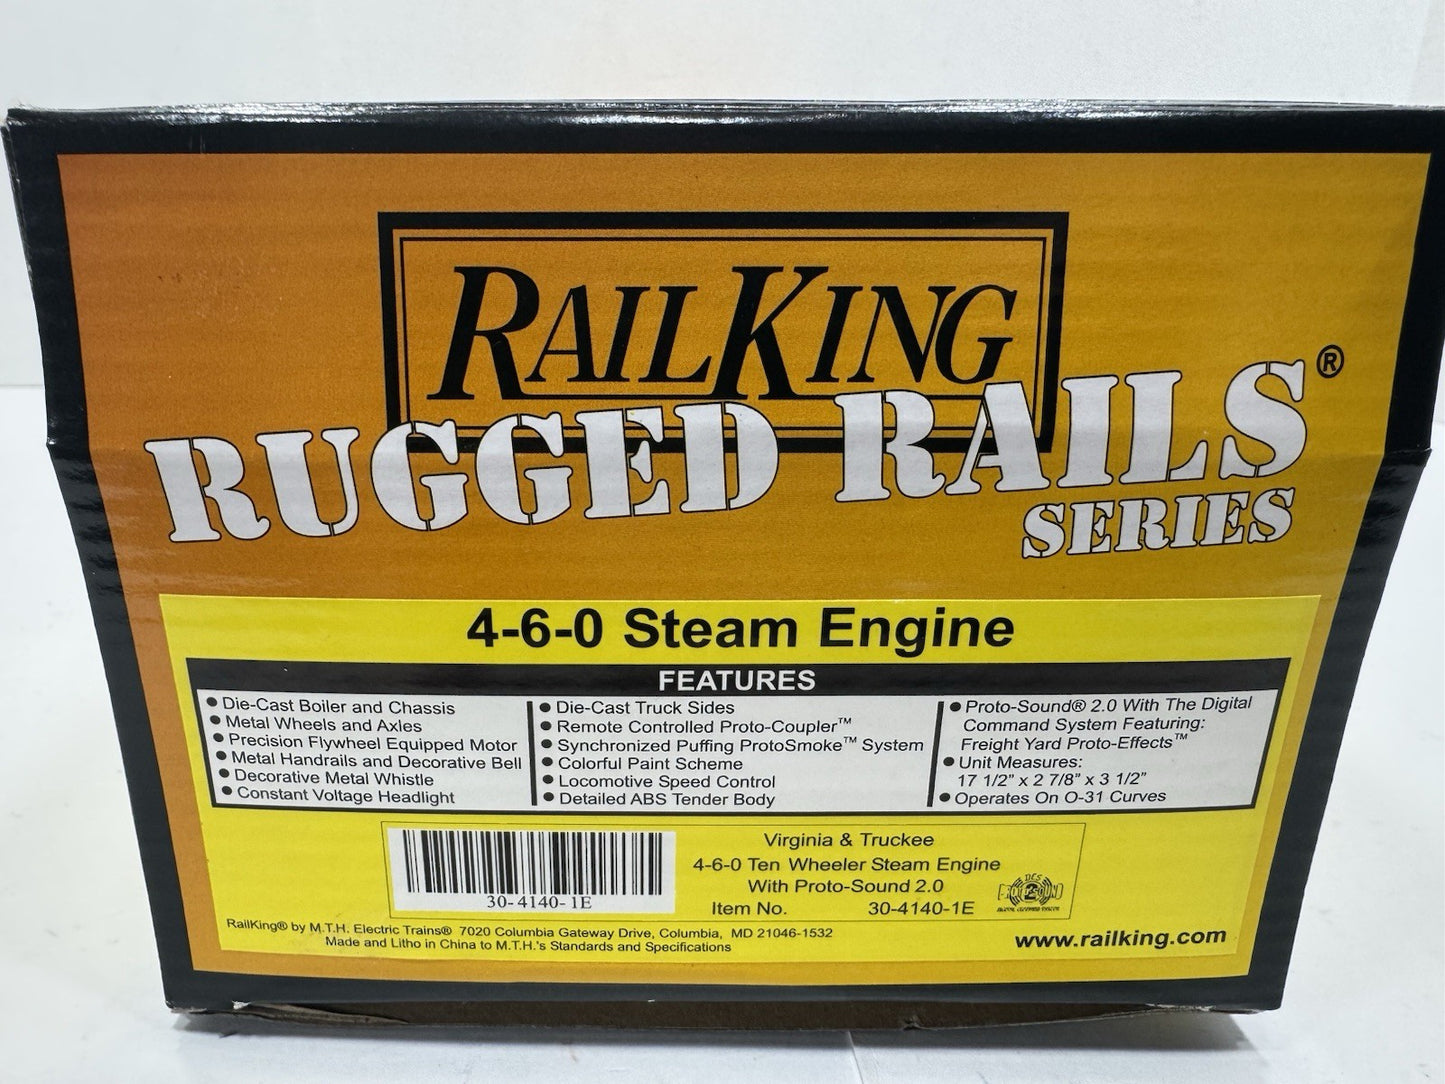 RAILKING
RUGGED RAILS®
SERIES
4-6-0 Steam Engine
FEATURES
• Die-Cast Boiler and Chassis
• Metal Wheels and Axles
• Precision Flywheel Equipped Motor
• Metal Handrails and Decorative Bell
• Decorative Metal Whistle
• Constant Voltage Headlight
• Die-Cast Truck Sides
• Remote Controlled Proto-Coupler™
• Synchronized Puffing ProtoSmoke™ System
• Colorful Paint Scheme
• Locomotive Speed Control
• Detailed ABS Tender Body
• Proto-Sound® 2.0 With The Digital
Command System Featuring:
Freight Yard Proto-Effects™
• Unit Measures:
17 1/2” x 2 7/8” x 3 1/2”
• Operates On O-31 Curves
30-4140-1E
Virginia & Truckee
4-6-0 Ten Wheeler Steam Engine
With Proto-Sound 2.0
Item No. 30-4140-1E
DCS
PROTO-SOUND
2
RailKing® by M.T.H. Electric Trains® 7020 Columbia Gateway Drive, Columbia, MD 21046-1532
Made and Litho in China to M.T.H.'s Standards and Specifications
www.railking.com